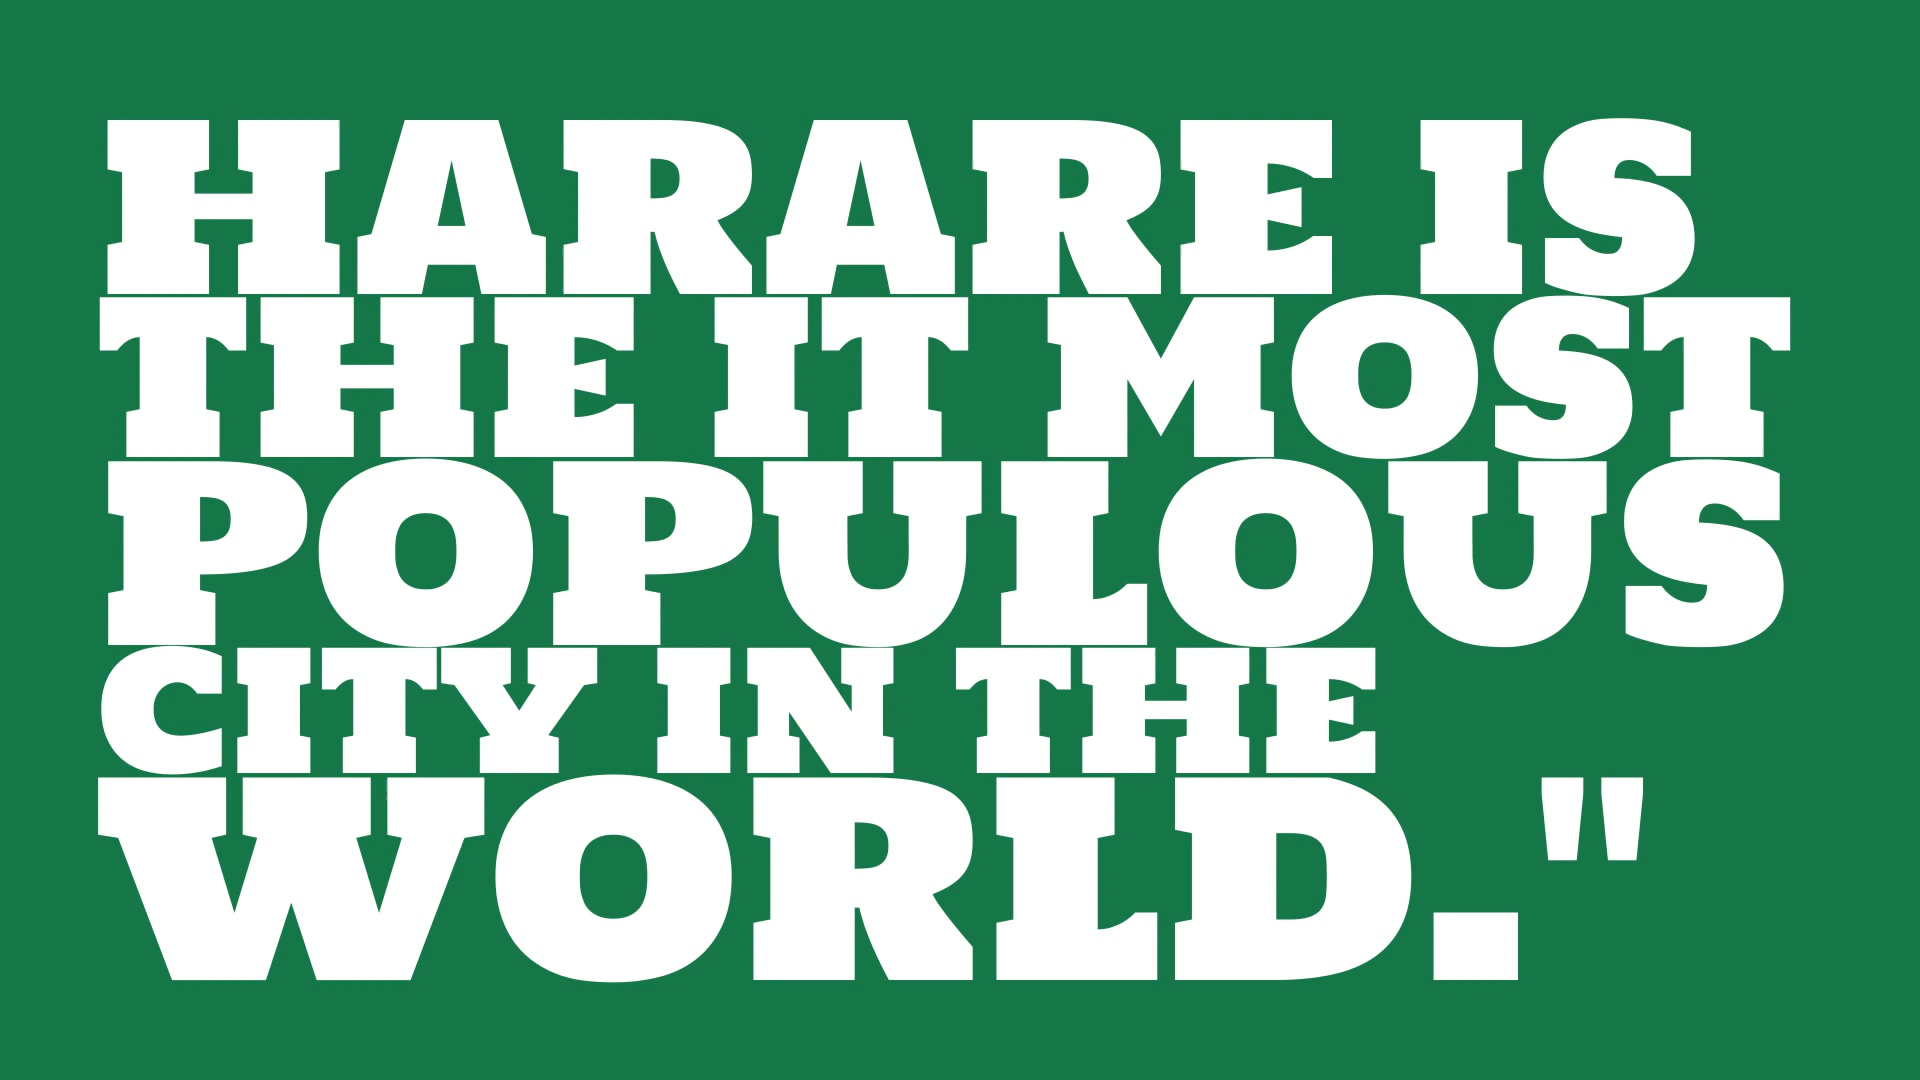 HARARE IS
THE IT MOST
POPULOUS
CITY IN THE
WORLD."